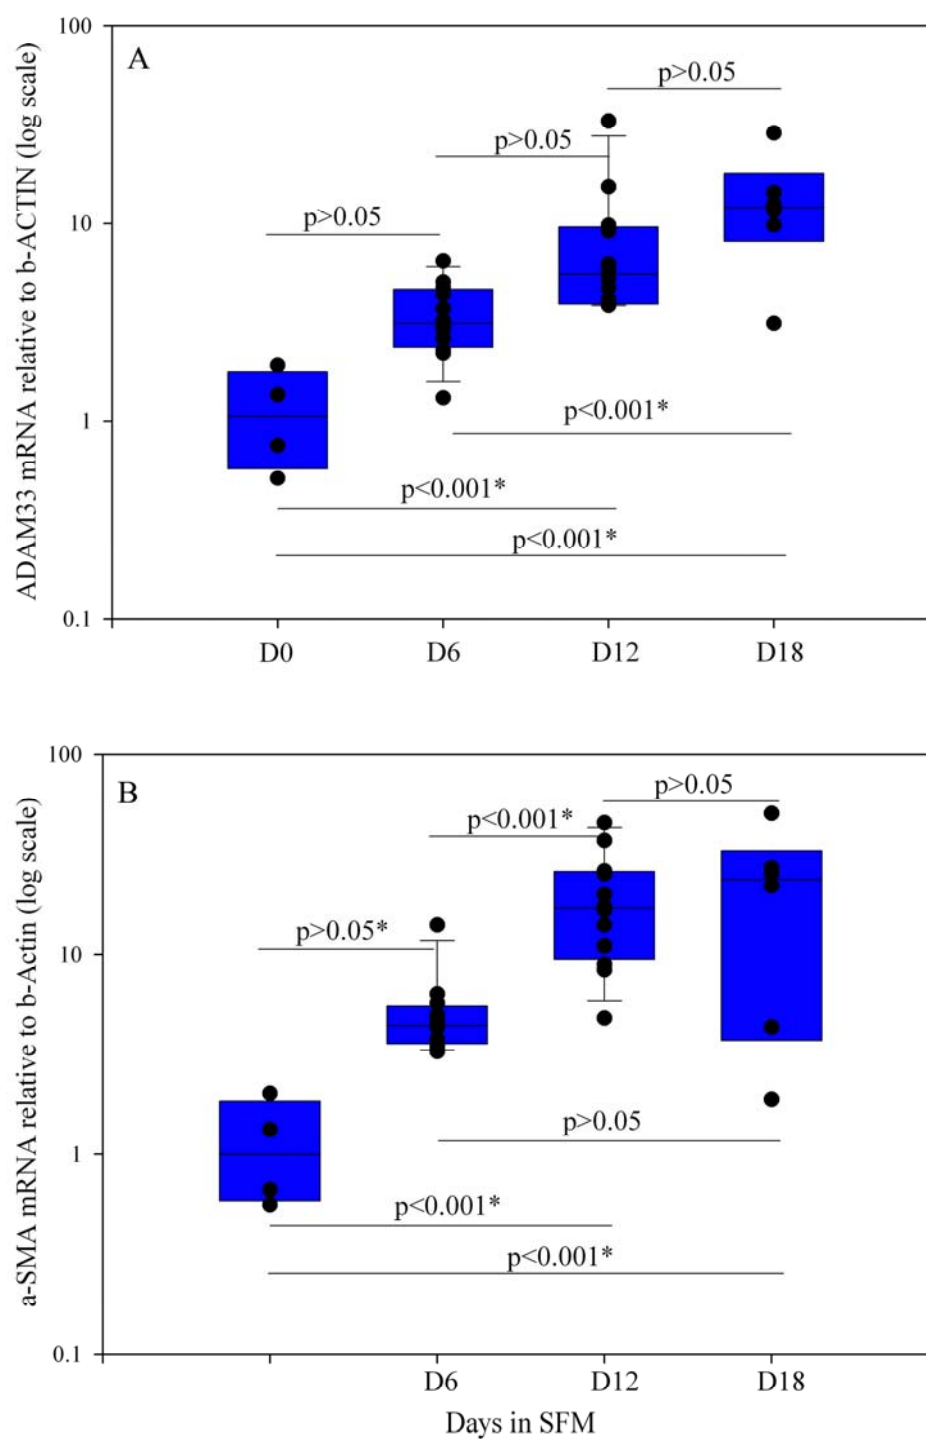 ADAM33 mRNA relative to b-ACTIN (log scale)
A
100
10
1
0.1
p>0.05
p>0.05
p>0.05
p<0.001*
p<0.001*
p<0.001*
D0 D6 D12 D18
a-SMA mRNA relative to b-Actin (log scale)
B
100
10
1
0.1
p>0.05
p<0.001*
p>0.05*
p>0.05
p<0.001*
p<0.001*
D6 D12 D18
Days in SFM